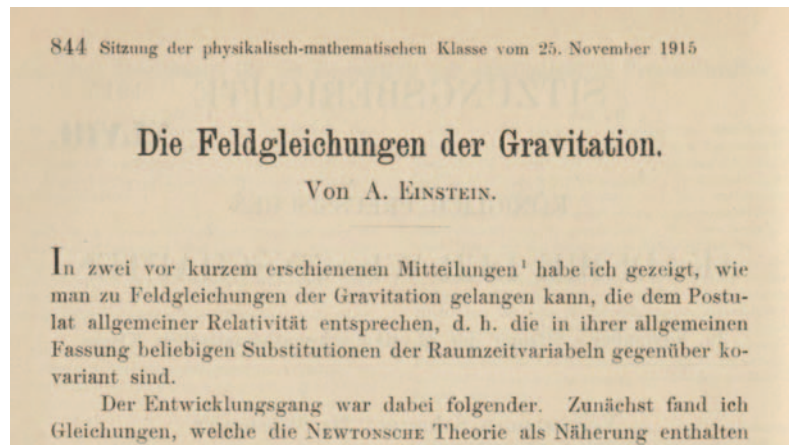 844 Sitzung der physikalisch-mathematischen Klasse vom 25. November 1915
Die Feldgleichungen der Gravitation.
Von A. Einstein.
In zwei vor kurzem erschienenen Mitteilungen¹ habe ich gezeigt, wie
man zu Feldgleichungen der Gravitation gelangen kann, die dem Postu-
lat allgemeiner Relativität entsprechen, d. h. die in ihrer allgemeinen
Fassung beliebigen Substitutionen der Raumzeitvariabeln gegenüber ko-
variant sind.
Der Entwicklungsgang war dabei folgender. Zunächst fand ich
Gleichungen, welche die Newtonsche Theorie als Näherung enthalten